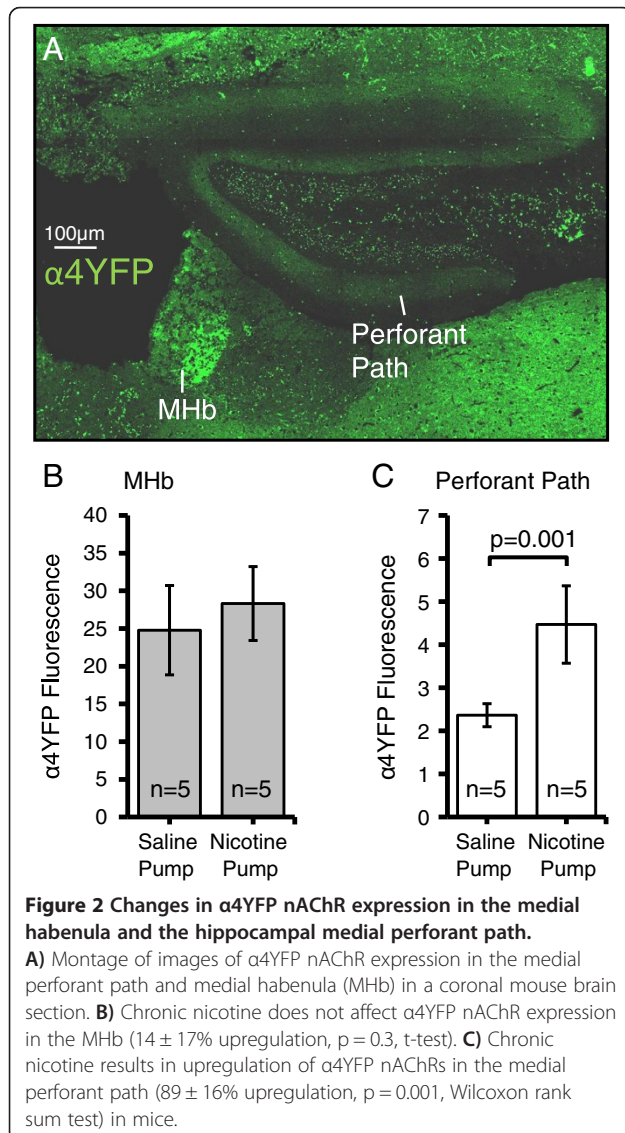 A
100µm
α4YFP
Perforant
Path
MHb
B MHb
α4YFP Fluorescence
40
35
30
25
20
15
10
5
0
n=5 n=5
Saline Nicotine
Pump Pump
C Perforant Path
α4YFP Fluorescence
7
6
5
4
3
2
1
0
p=0.001
n=5 n=5
Saline Nicotine
Pump Pump
Figure 2 Changes in α4YFP nAChR expression in the medial
habenula and the hippocampal medial perforant path.
A) Montage of images of α4YFP nAChR expression in the medial
perforant path and medial habenula (MHb) in a coronal mouse brain
section. B) Chronic nicotine does not affect α4YFP nAChR expression
in the MHb (14 ± 17% upregulation, p = 0.3, t-test). C) Chronic
nicotine results in upregulation of α4YFP nAChRs in the medial
perforant path (89 ± 16% upregulation, p = 0.001, Wilcoxon rank
sum test) in mice.